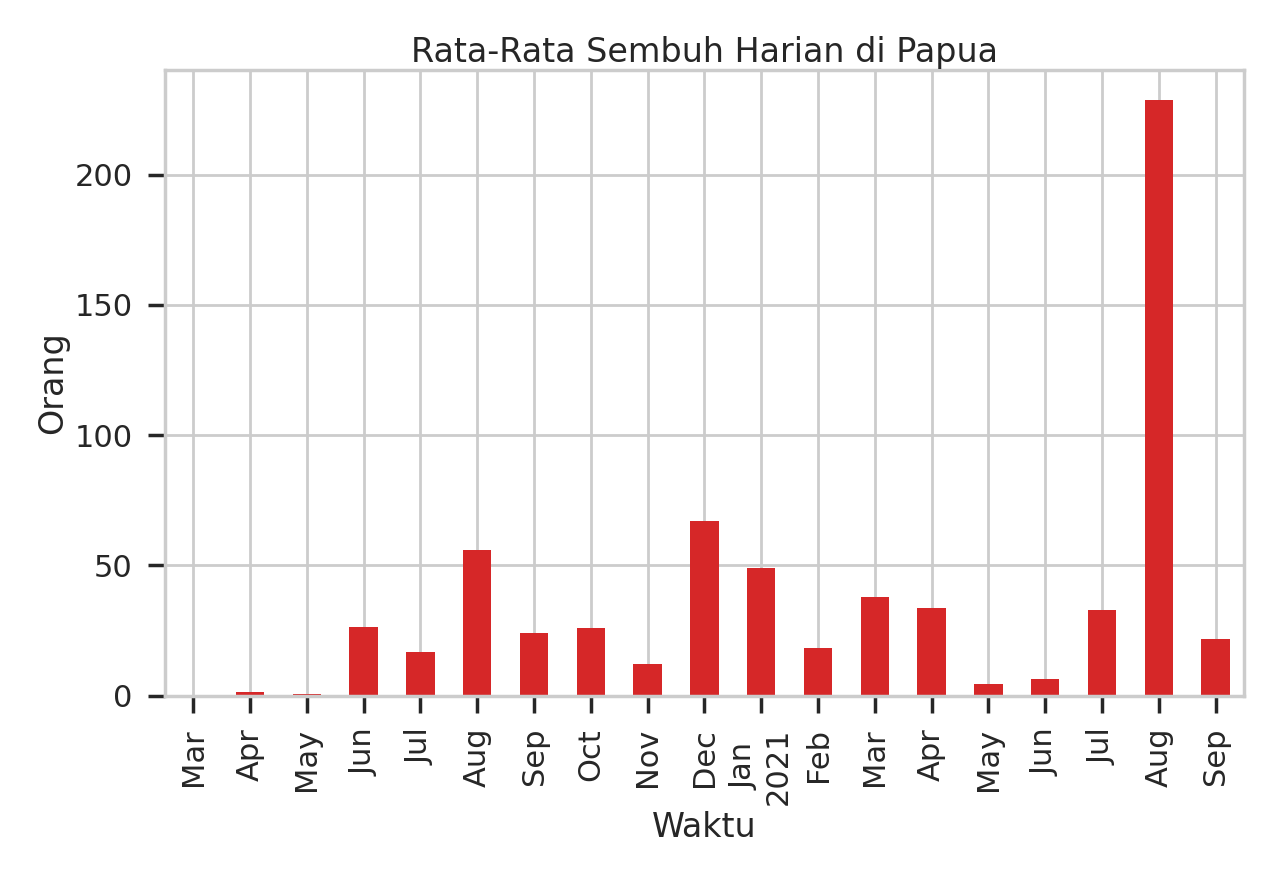 Rata-Rata Sembuh Harian di Papua
Orang
200
150
100
50
0
Mar
Apr
May
Jun
Jul
Aug
Sep
Oct
Nov
Dec
Jan
2021
Feb
Mar
Apr
May
Jun
Jul
Aug
Sep
Waktu